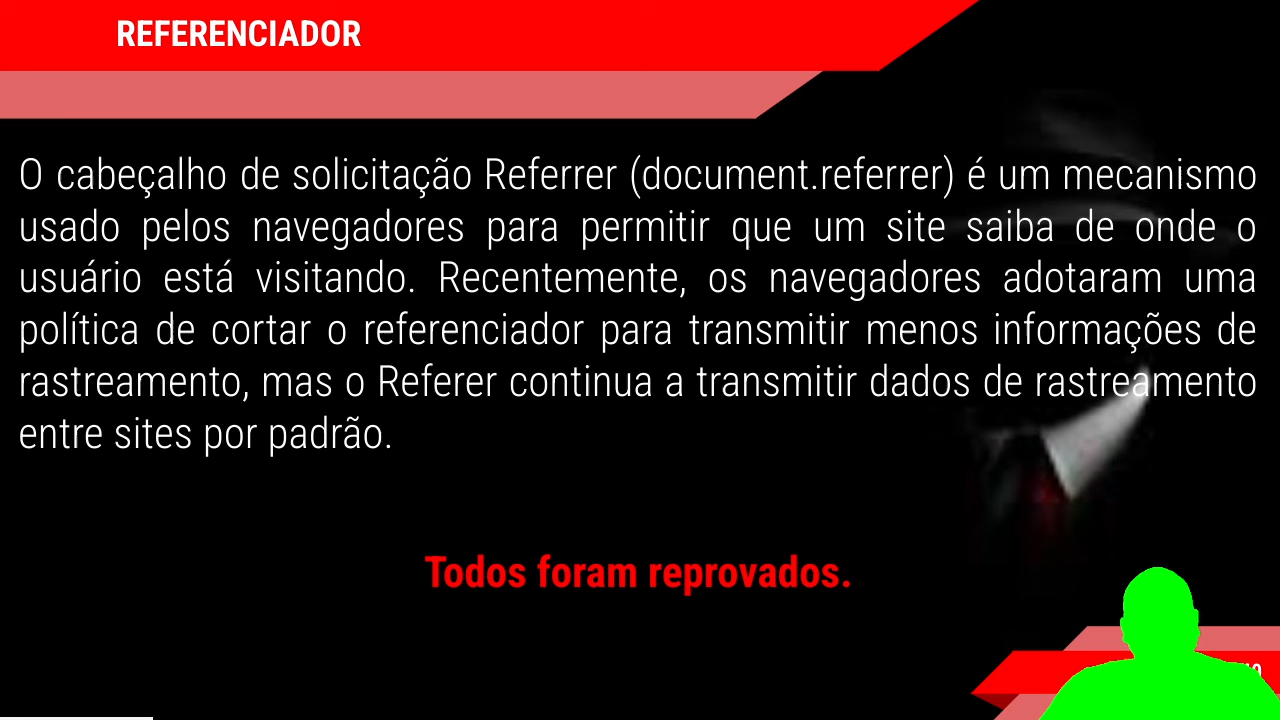 REFERENCIADOR
O cabeçalho de solicitação Referrer (document.referrer) é um mecanismo
usado pelos navegadores para permitir que um site saiba de onde o
usuário está visitando. Recentemente, os navegadores adotaram uma
política de cortar o referenciador para transmitir menos informações de
rastreamento, mas o Referer continua a transmitir dados de rastreamento
entre sites por padrão.
Todos foram reprovados.